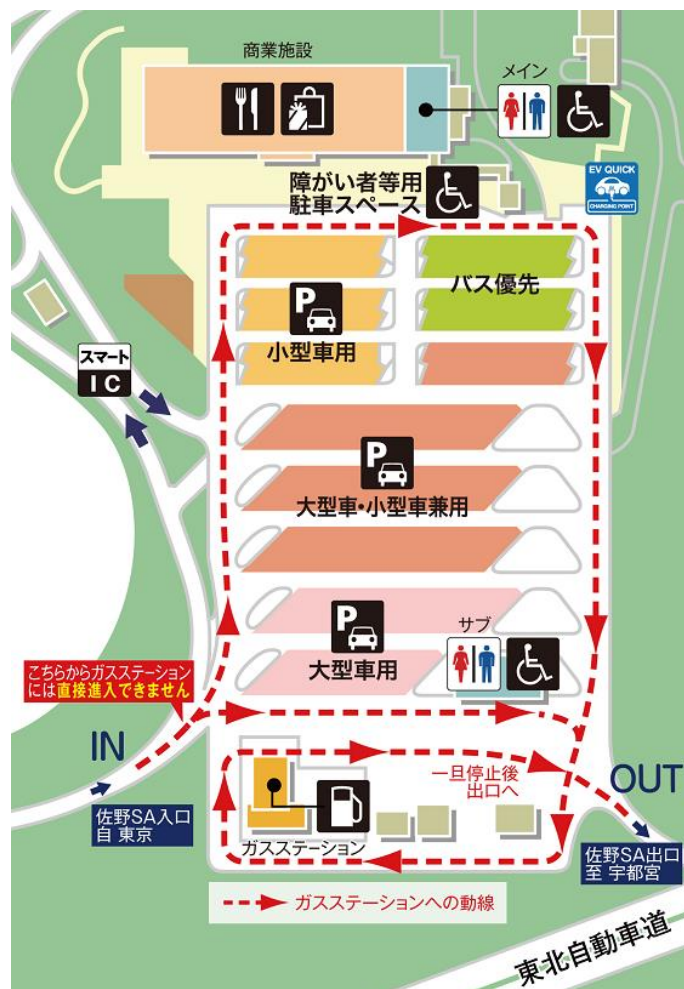 商業施設
メイン
障がい者等用
駐車スペース
EV QUICK
CHARGING POINT
P
小型車用
バス優先
スマート
IC
P
大型車・小型車兼用
P
大型車用
サブ
こちらからガスステーション
には直接進入できません
IN
佐野SA入口
自 東京
一旦停止後
出口へ
OUT
佐野SA出口
至 宇都宮
ガスステーション
ガスステーションへの動線
東北自動車道